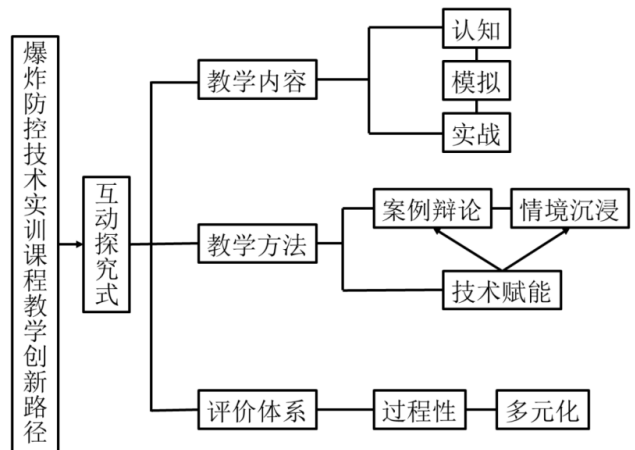 爆炸防控技术实训课程教学创新路径
互动探究式
教学内容
认知
模拟
实战
教学方法
案例辩论
情境沉浸
技术赋能
评价体系
过程性
多元化